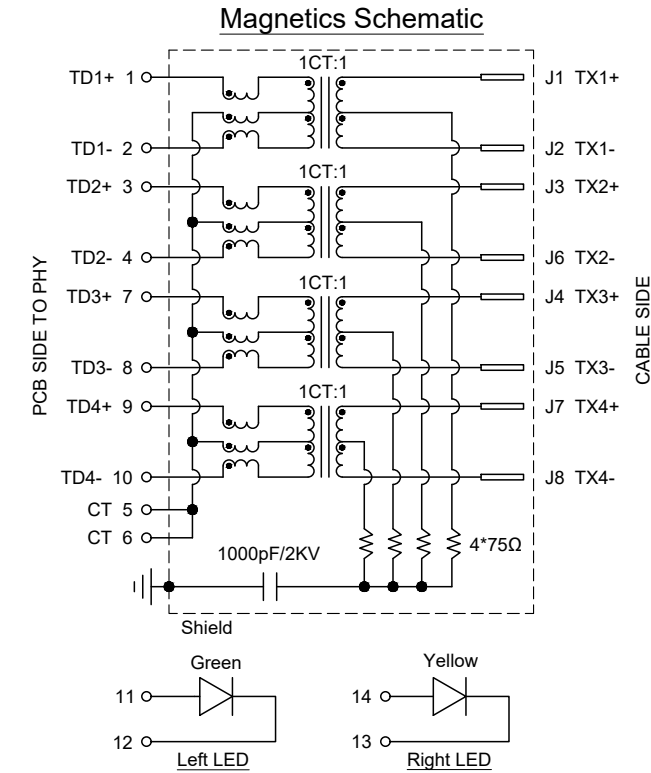 Magnetics Schematic
1CT:1
TD1+ 1
J1 TX1+
TD1- 2
J2 TX1-
1CT:1
TD2+ 3
J3 TX2+
TD2- 4
J6 TX2-
1CT:1
TD3+ 7
J4 TX3+
TD3- 8
J5 TX3-
1CT:1
TD4+ 9
J7 TX4+
TD4- 10
J8 TX4-
PCB SIDE TO PHY
CABLE SIDE
CT 5
CT 6
1000pF/2KV
4*75Ω
Shield
Green
11
12
Left LED
Yellow
14
13
Right LED